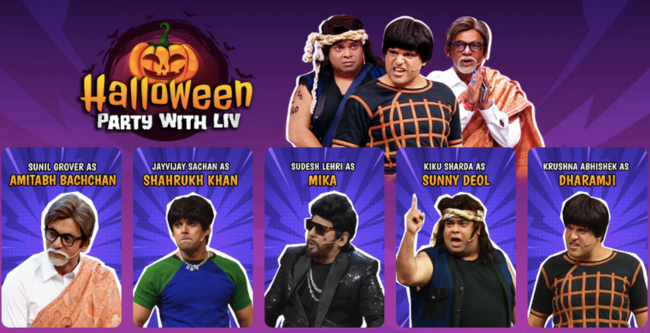 Halloween
PARTY WITH LIV
SUNIL GROVER AS
AMITABH BACHCHAN
JAYVIJAY SACHAN AS
SHAHRUKH KHAN
SUDESH LEHRI AS
MIKA
KIKU SHARDA AS
SUNNY DEOL
KRUSHNA ABHISHEK AS
DHARAMJI